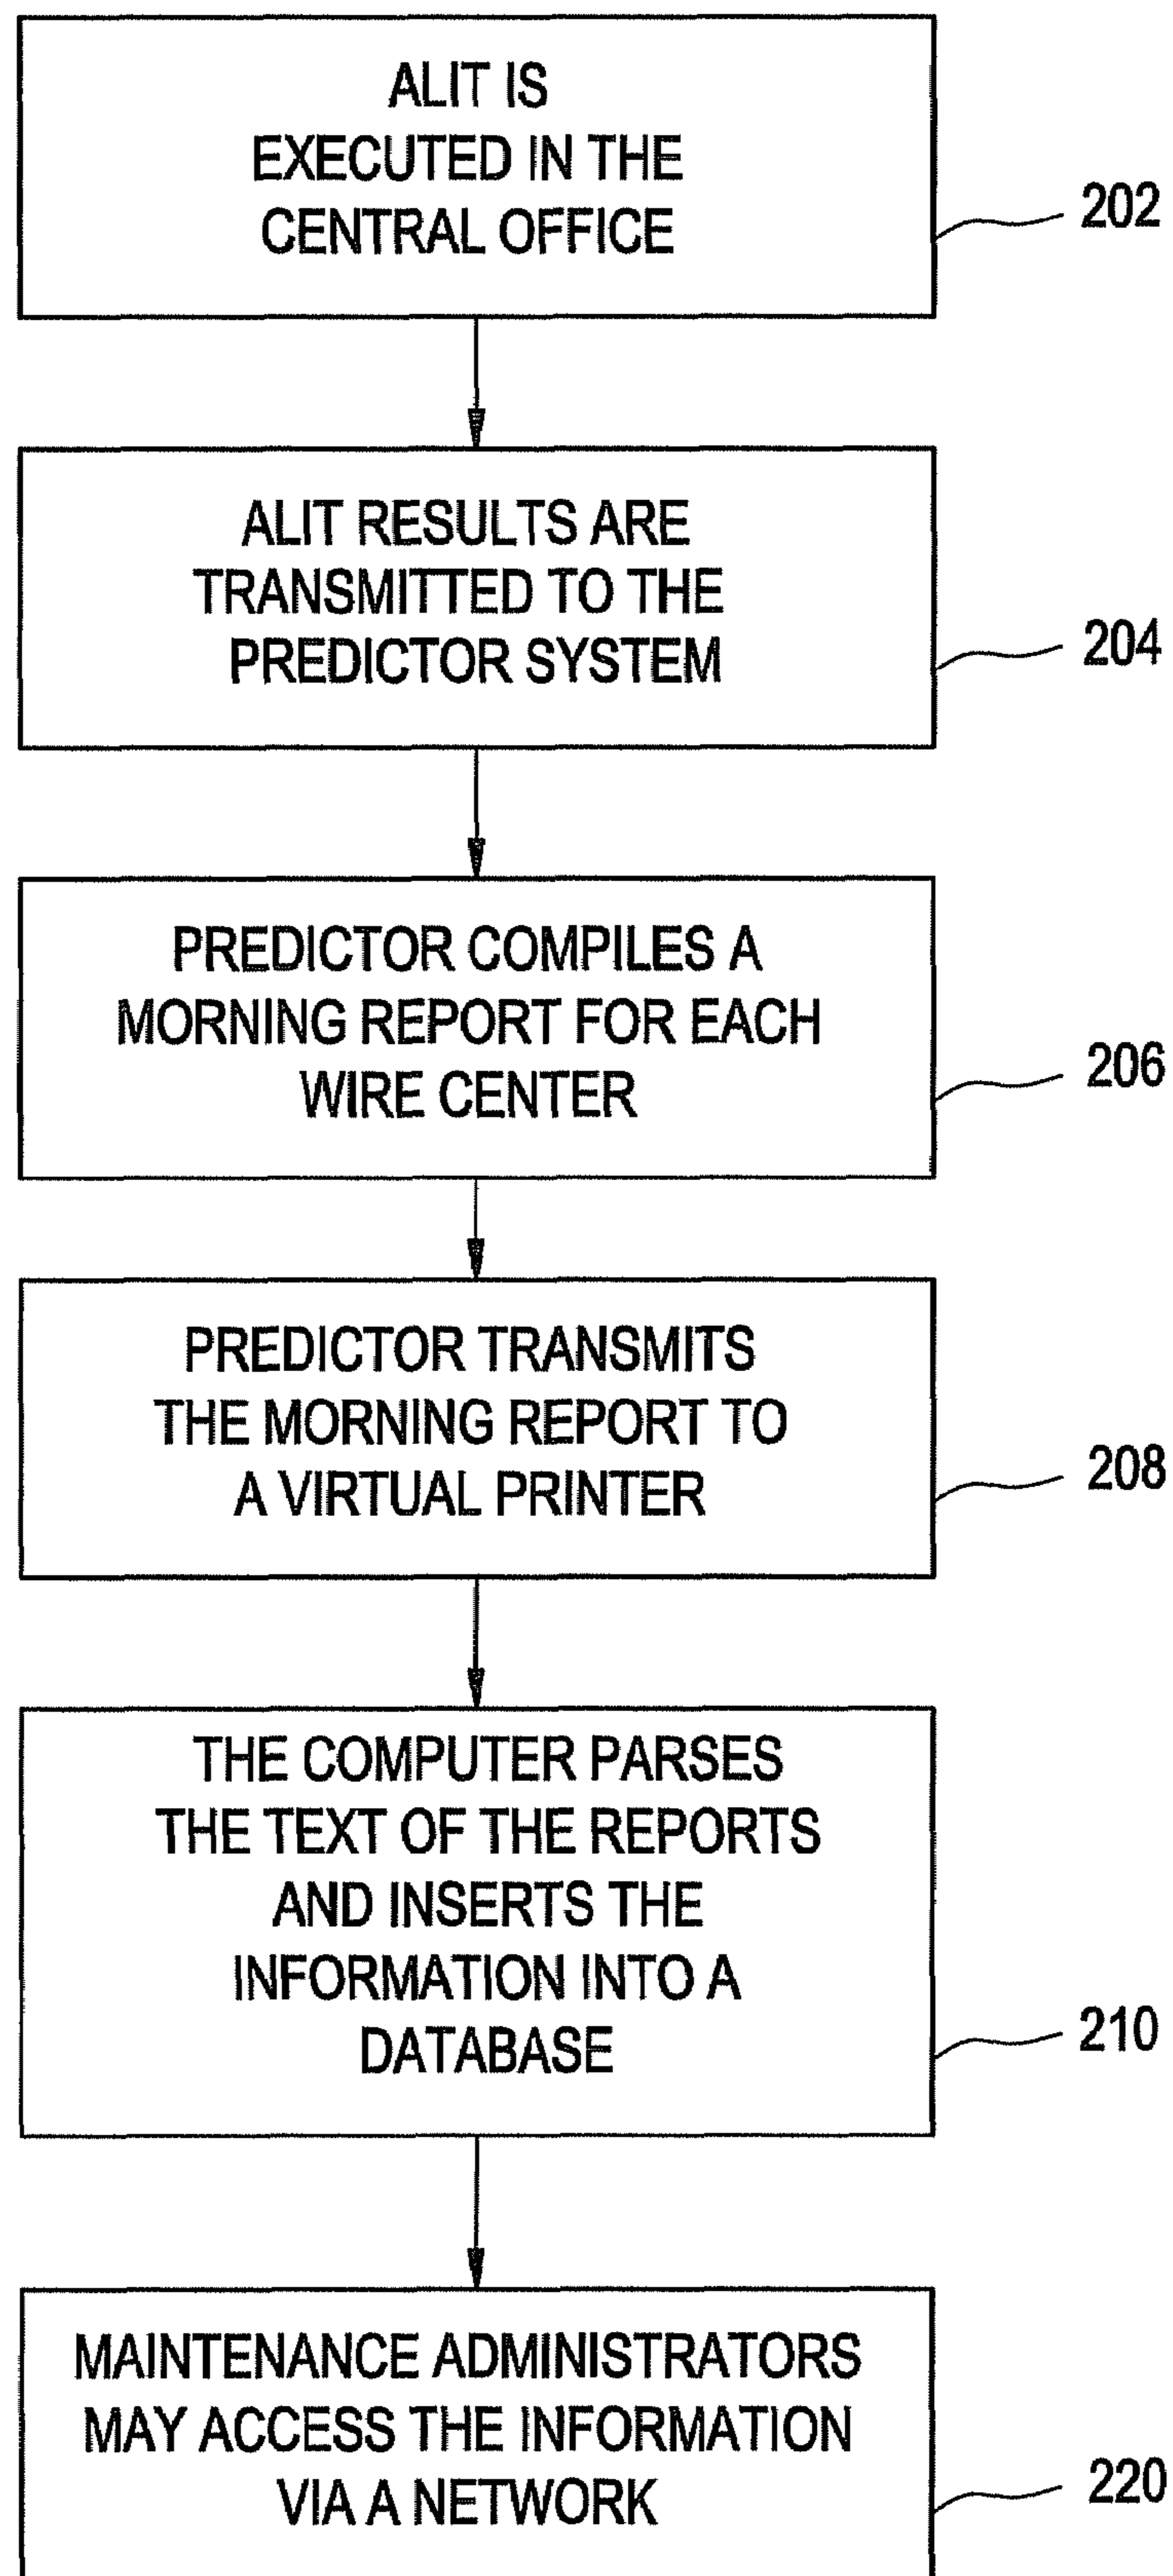 ALIT IS
EXECUTED IN THE
CENTRAL OFFICE
202
ALIT RESULTS ARE
TRANSMITTED TO THE
PREDICTOR SYSTEM
204
PREDICTOR COMPILES A
MORNING REPORT FOR EACH
WIRE CENTER
206
PREDICTOR TRANSMITS
THE MORNING REPORT TO
A VIRTUAL PRINTER
208
THE COMPUTER PARSES
THE TEXT OF THE REPORTS
AND INSERTS THE
INFORMATION INTO A
DATABASE
210
MAINTENANCE ADMINISTRATORS
MAY ACCESS THE INFORMATION
VIA A NETWORK
220